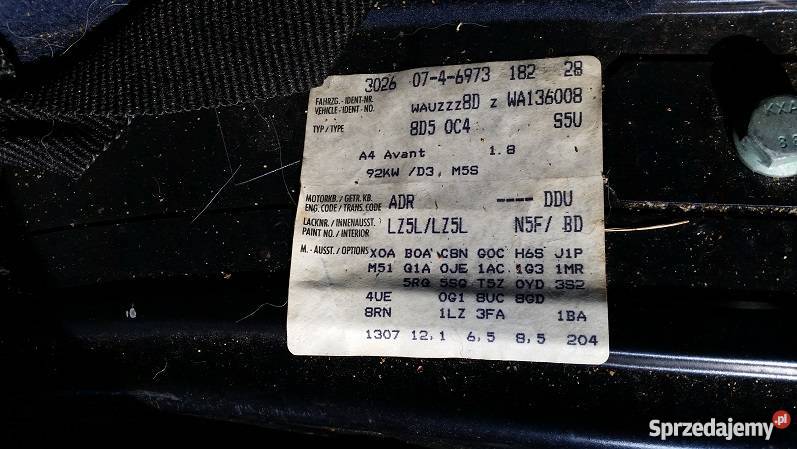 3026 07-4-6973 182 28
FAHRZG.-IDENT-NR.
VEHICLE-IDENT-NO. WAUZZZ8D Z WA136008
TYP/TYPE 8D5 0C4 S5U
A4 Avant 1.8
92KW /D3, M5S
MOTORKB./GETR.KB.
ENG. CODE/TRANS. CODE ADR ---- DDU
LACKNR./INNENAUSST.
PAINT NO./INTERIOR LZ5L/LZ5L N5F/ BD
M.-AUSST./OPTIONS X0A B0A C8N G0C H6S J1P
M51 G1A 0JE 1AC 1G3 1MR
5RG 5SG T5Z 0YD 3S2
4UE 0G1 8UC 8GD
8RN 1LZ 3FA 1BA
1307 12,1 6,5 8,5 204
Sprzedajemy.pl